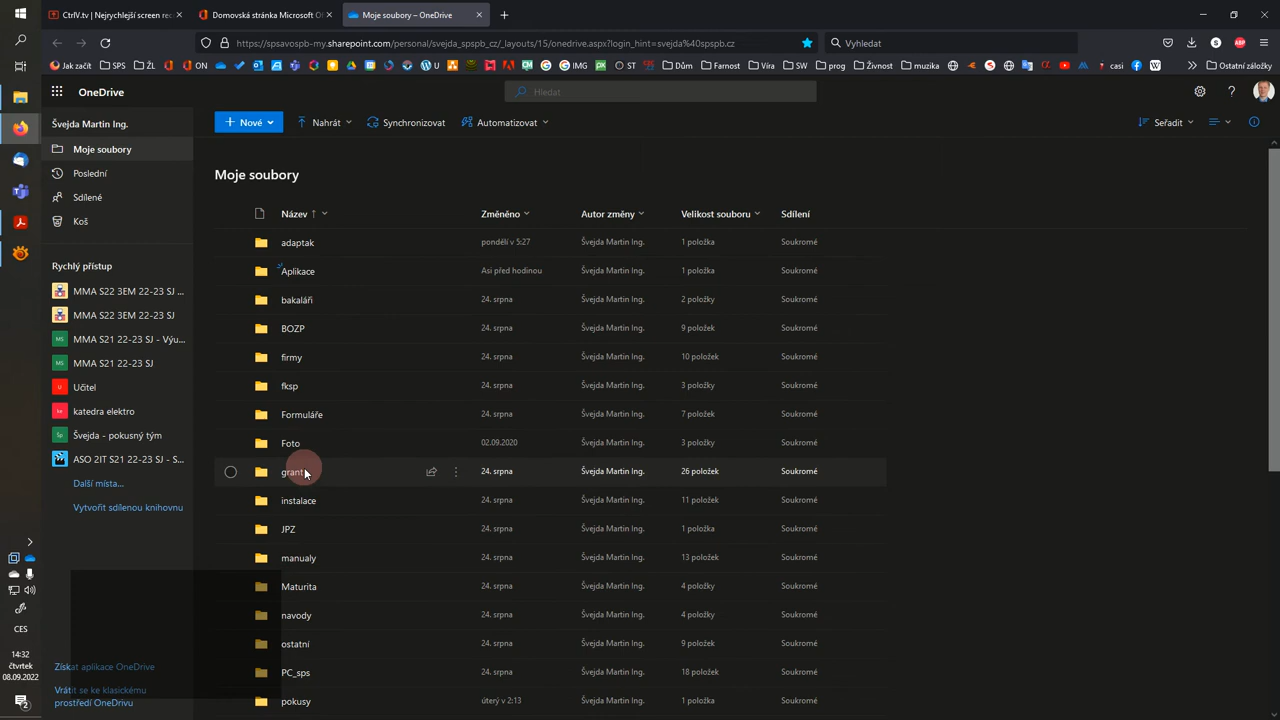 CtrlV.tv | Nejrychlejší screen rec
Domovská stránka Microsoft O
Moje soubory – OneDrive
https://spsavospb-my.sharepoint.com/personal/svejda_spspb_cz/_layouts/15/onedrive.aspx?login_hint=svejda%40spspb.cz
Vyhledat
Jak začít
SPS
ŽL
ON
U
G
G IMG
ST
Dům
Farnost
Víra
SW
prog
Živnost
muzika
casi
Ostatní záložky
OneDrive
Hledat
Švejda Martin Ing.
Moje soubory
Poslední
Sdílené
Koš
Rychlý přístup
MMA S22 3EM 22-23 SJ ...
MMA S22 3EM 22-23 SJ
MS MMA S21 22-23 SJ - Výu...
MS MMA S21 22-23 SJ
U Učitel
ke katedra elektro
Šp Švejda - pokusný tým
ASO 2IT S21 22-23 SJ - S...
Další místa...
Vytvořit sdílenou knihovnu
Získat aplikace OneDrive
Vrátit se ke klasickému
prostředí OneDrivu
Nové
Nahrát
Synchronizovat
Automatizovat
Seřadit
Moje soubory
Název Změněno Autor změny Velikost souboru Sdílení
adaptak pondělí v 5:27 Švejda Martin Ing. 1 položka Soukromé
Aplikace Asi před hodinou Švejda Martin Ing. 1 položka Soukromé
bakaláři 24. srpna Švejda Martin Ing. 2 položky Soukromé
BOZP 24. srpna Švejda Martin Ing. 9 položek Soukromé
firmy 24. srpna Švejda Martin Ing. 10 položek Soukromé
fksp 24. srpna Švejda Martin Ing. 3 položky Soukromé
Formuláře 24. srpna Švejda Martin Ing. 7 položek Soukromé
Foto 02.09.2020 Švejda Martin Ing. 3 položky Soukromé
24. srpna Švejda Martin Ing. 26 položek Soukromé
instalace 24. srpna Švejda Martin Ing. 11 položek Soukromé
JPZ 24. srpna Švejda Martin Ing. 1 položka Soukromé
manualy 24. srpna Švejda Martin Ing. 13 položek Soukromé
Maturita 24. srpna Švejda Martin Ing. 4 položky Soukromé
navody 24. srpna Švejda Martin Ing. 4 položky Soukromé
ostatní 24. srpna Švejda Martin Ing. 9 položek Soukromé
PC_sps 24. srpna Švejda Martin Ing. 18 položek Soukromé
pokusy úterý v 2:13 Švejda Martin Ing. 1 položka Soukromé
CES
14:32
čtvrtek
08.09.2022